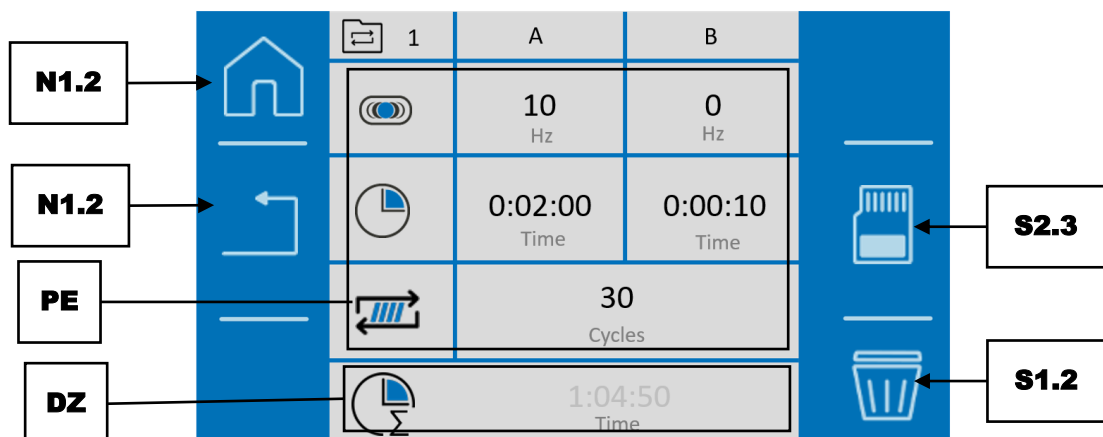 1 A B
N1.2
10 0
Hz Hz
N1.2
0:02:00 0:00:10
S2.3
Time Time
PE
30
Cycles
S1.2
DZ
1:04:50
Time